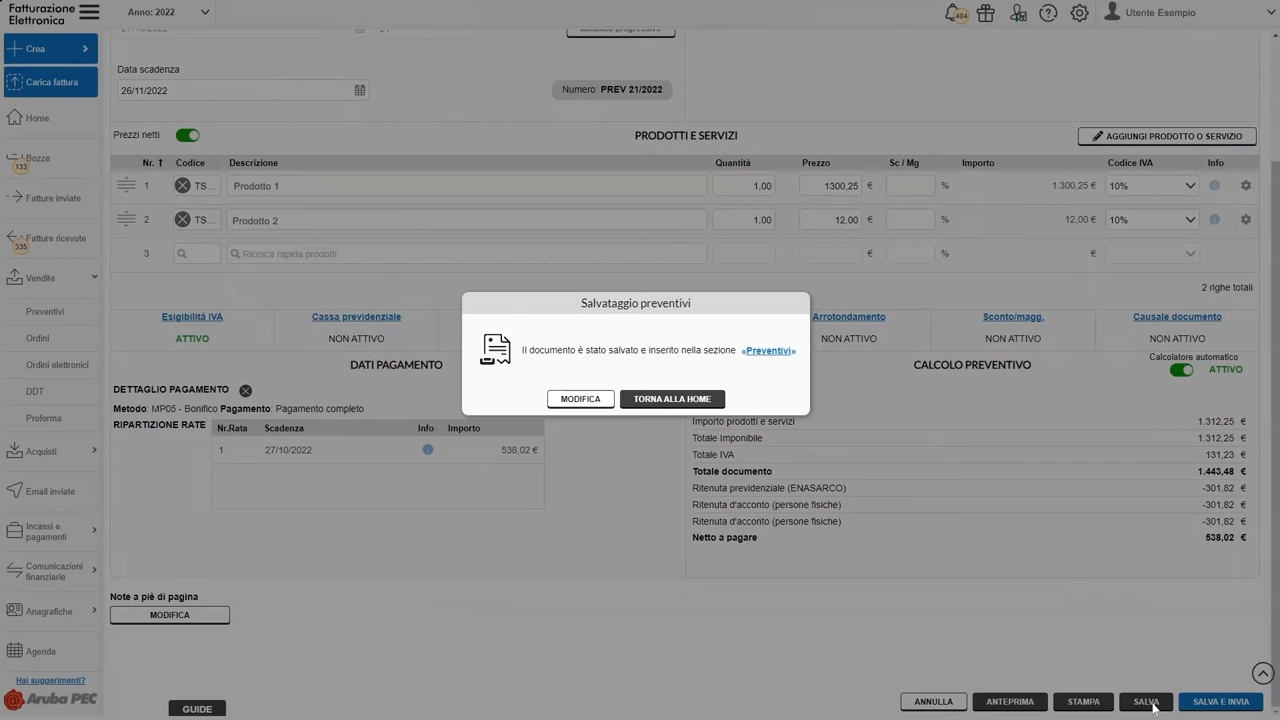 Fatturazione
Elettronica
Anno: 2022
404
Utente Esempio
Crea
Carica fattura
Home
Bozze
133
Fatture inviate
Fatture ricevute
335
Vendite
Preventivi
Ordini
Ordini elettronici
DDT
Proforma
Acquisti
Email inviate
Incassi e
pagamenti
Comunicazioni
finanziarie
Anagrafiche
Agenda
Hai suggerimenti?
Aruba PEC
Modifica progressivo
Data scadenza
26/11/2022
Numero: PREV 21/2022
Prezzi netti
PRODOTTI E SERVIZI
AGGIUNGI PRODOTTO O SERVIZIO
Nr. Codice Descrizione Quantità Prezzo Sc / Mg Importo Codice IVA Info
1 TS... Prodotto 1 1,00 1300,25 € % 1.300,25 € 10%
2 TS... Prodotto 2 1,00 12,00 € % 12,00 € 10%
3 Ricerca rapida prodotti € % €
2 righe totali
Esigibilità IVA Cassa previdenziale Arrotondamento Sconto/magg. Causale documento
ATTIVO NON ATTIVO NON ATTIVO NON ATTIVO NON ATTIVO
Salvataggio preventivi
Il documento è stato salvato e inserito nella sezione «Preventivi»
MODIFICA TORNA ALLA HOME
DATI PAGAMENTO
DETTAGLIO PAGAMENTO
Metodo: MP05 - Bonifico Pagamento: Pagamento completo
RIPARTIZIONE RATE
Nr.Rata Scadenza Info Importo
1 27/10/2022 538,02 €
CALCOLO PREVENTIVO
Calcolatore automatico
ATTIVO
Importo prodotti e servizi 1.312,25 €
Totale Imponibile 1.312,25 €
Totale IVA 131,23 €
Totale documento 1.443,48 €
Ritenuta previdenziale (ENASARCO) -301,82 €
Ritenuta d'acconto (persone fisiche) -301,82 €
Ritenuta d'acconto (persone fisiche) -301,82 €
Netto a pagare 538,02 €
Note a piè di pagina
MODIFICA
GUIDE
ANNULLA ANTEPRIMA STAMPA SALVA SALVA E INVIA